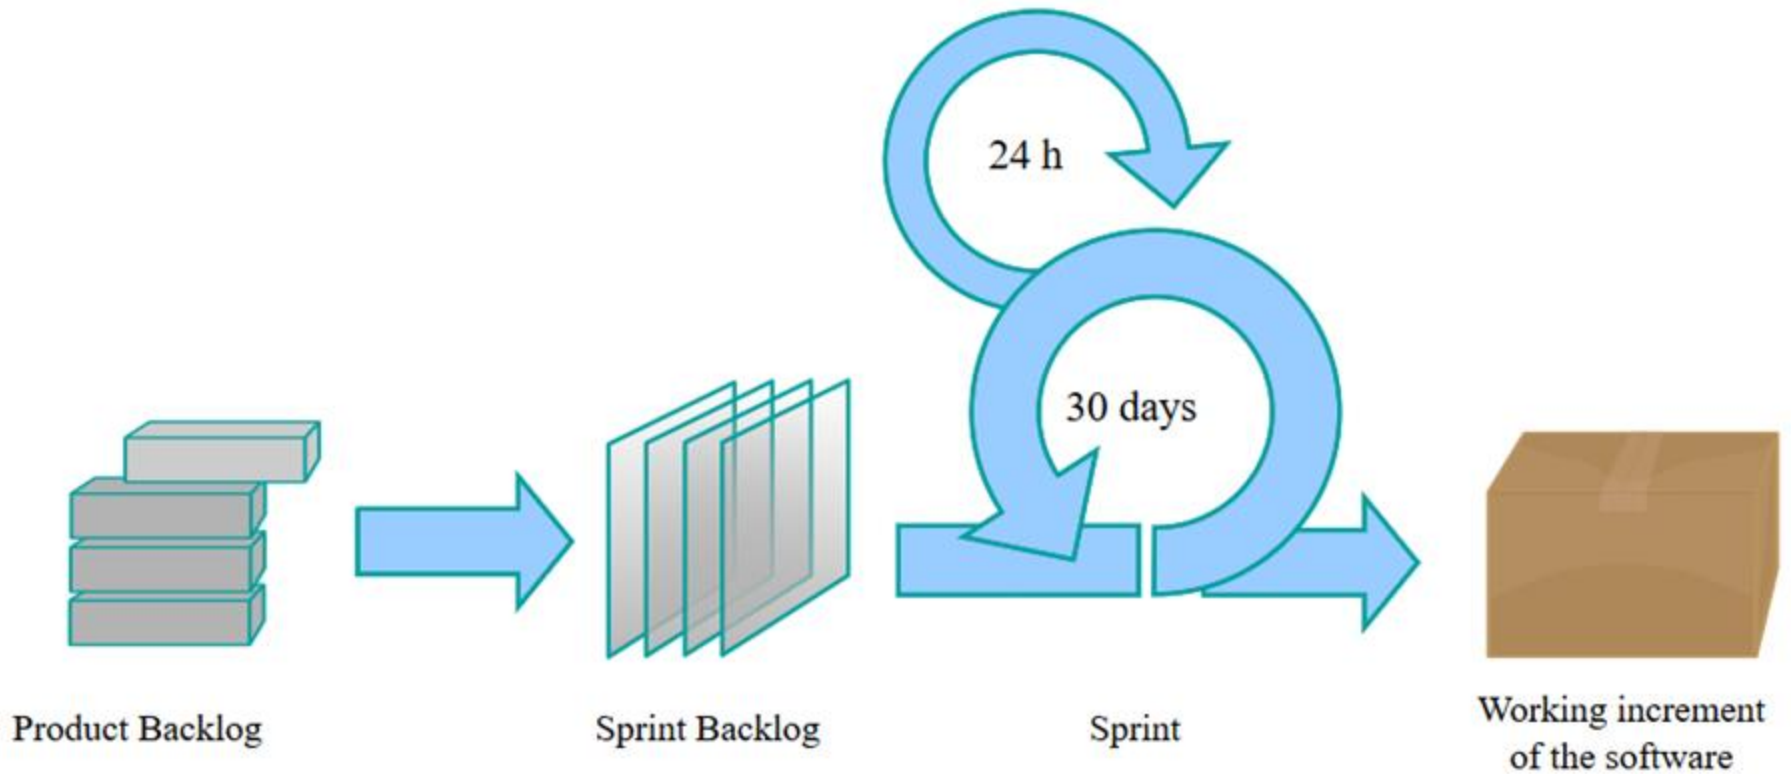 24 h
30 days
Product Backlog
Sprint Backlog
Sprint
Working increment
of the software